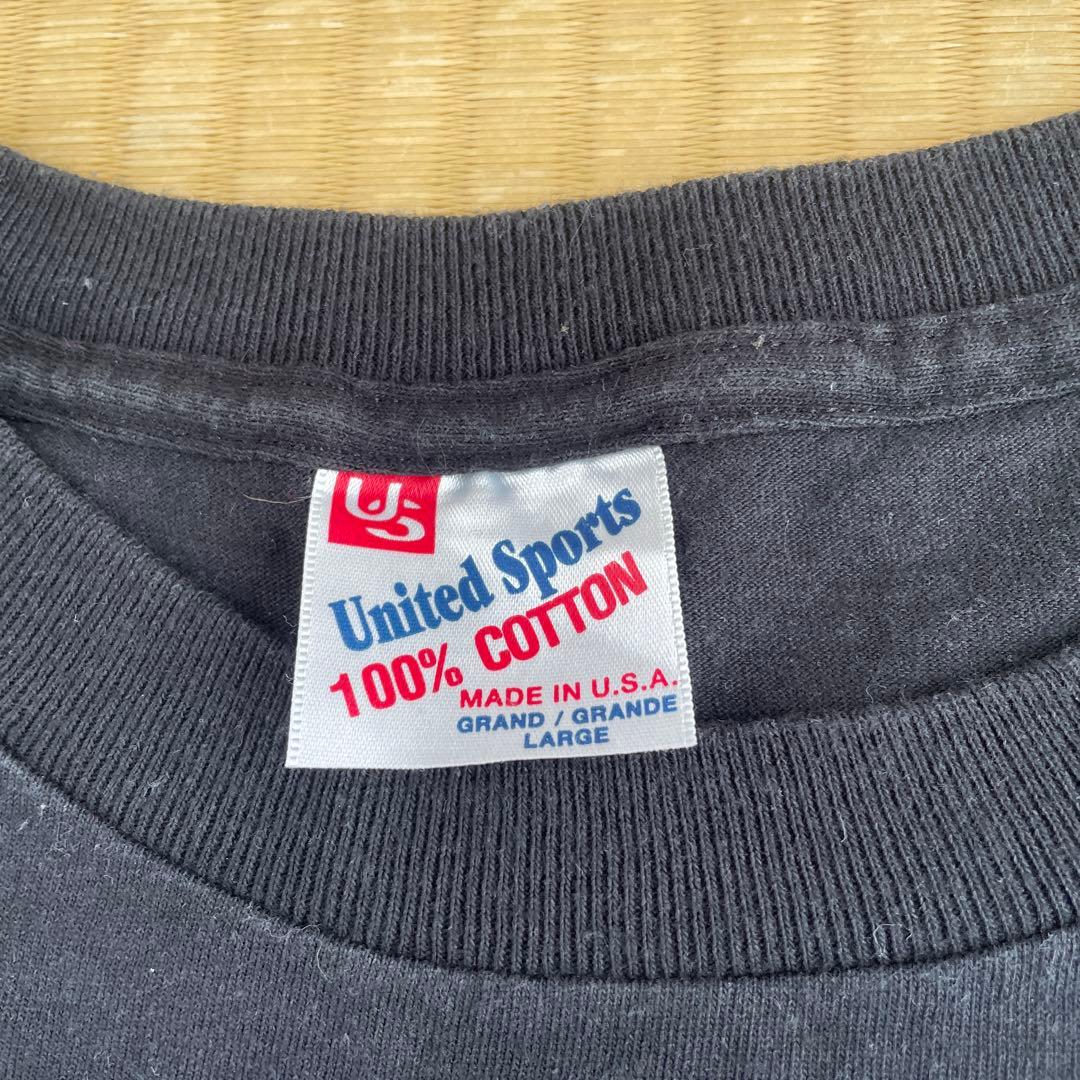 US
United Sports
100% COTTON
MADE IN U.S.A.
GRAND / GRANDE
LARGE